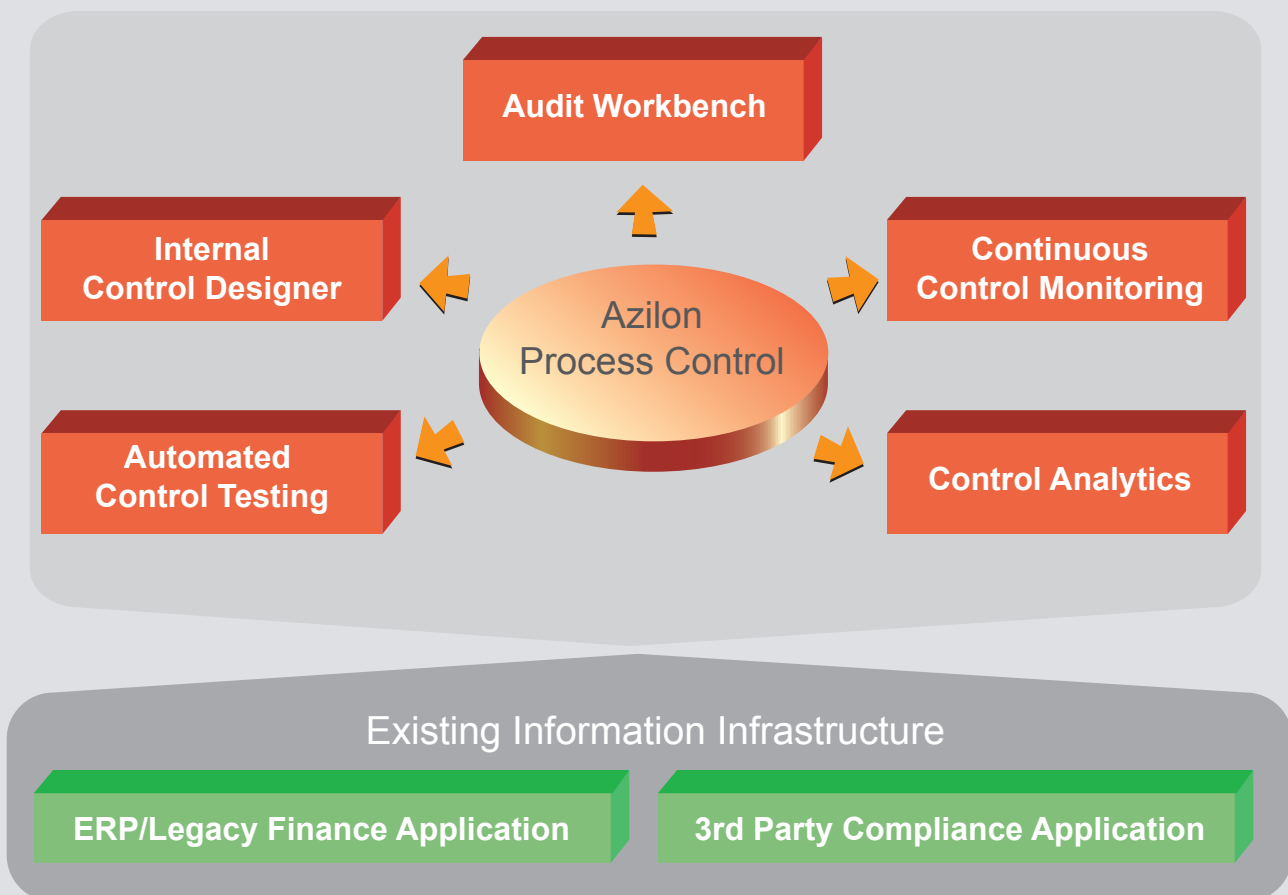 Audit Workbench
Internal
Control Designer
Continuous
Control Monitoring
Azilon
Process Control
Automated
Control Testing
Control Analytics
Existing Information Infrastructure
ERP/Legacy Finance Application
3rd Party Compliance Application